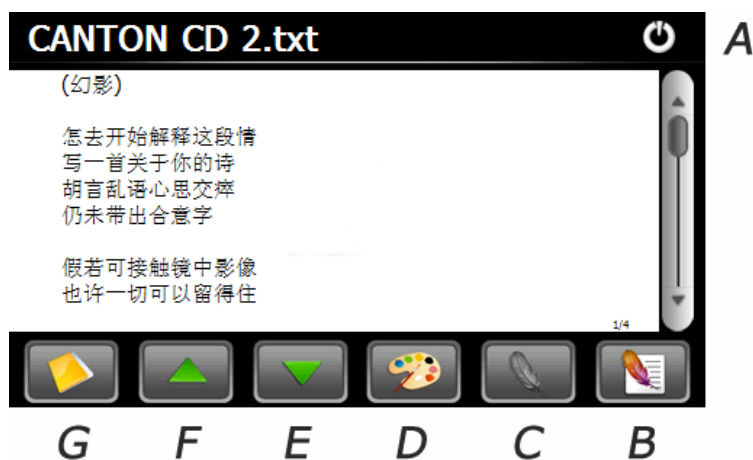 CANTON CD 2.txt
A
(幻影)
怎去开始解释这段情
写一首关于你的诗
胡言乱语心思交瘁
仍未带出合意字
假若可接触镜中影像
也许一切可以留得住
1/4
G F E D C B